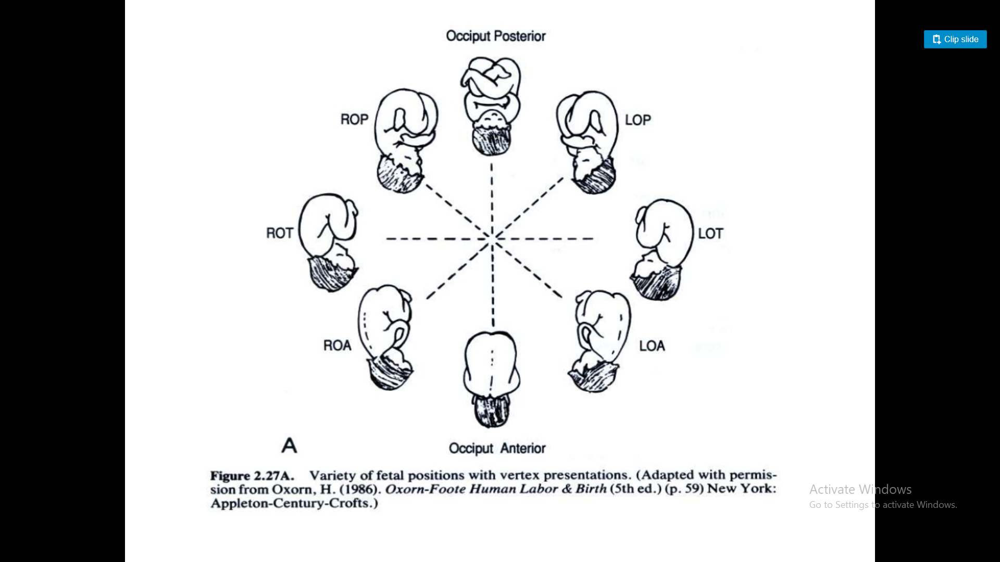 Occiput Posterior
Clip slide
ROP
LOP
ROT
LOT
ROA
LOA
A
Occiput Anterior
Figure 2.27A. Variety of fetal positions with vertex presentations. (Adapted with permis-
sion from Oxorn, H. (1986). Oxorn-Foote Human Labor & Birth (5th ed.) (p. 59) New York:
Appleton-Century-Crofts.)
Activate Windows
Go to Settings to activate Windows.